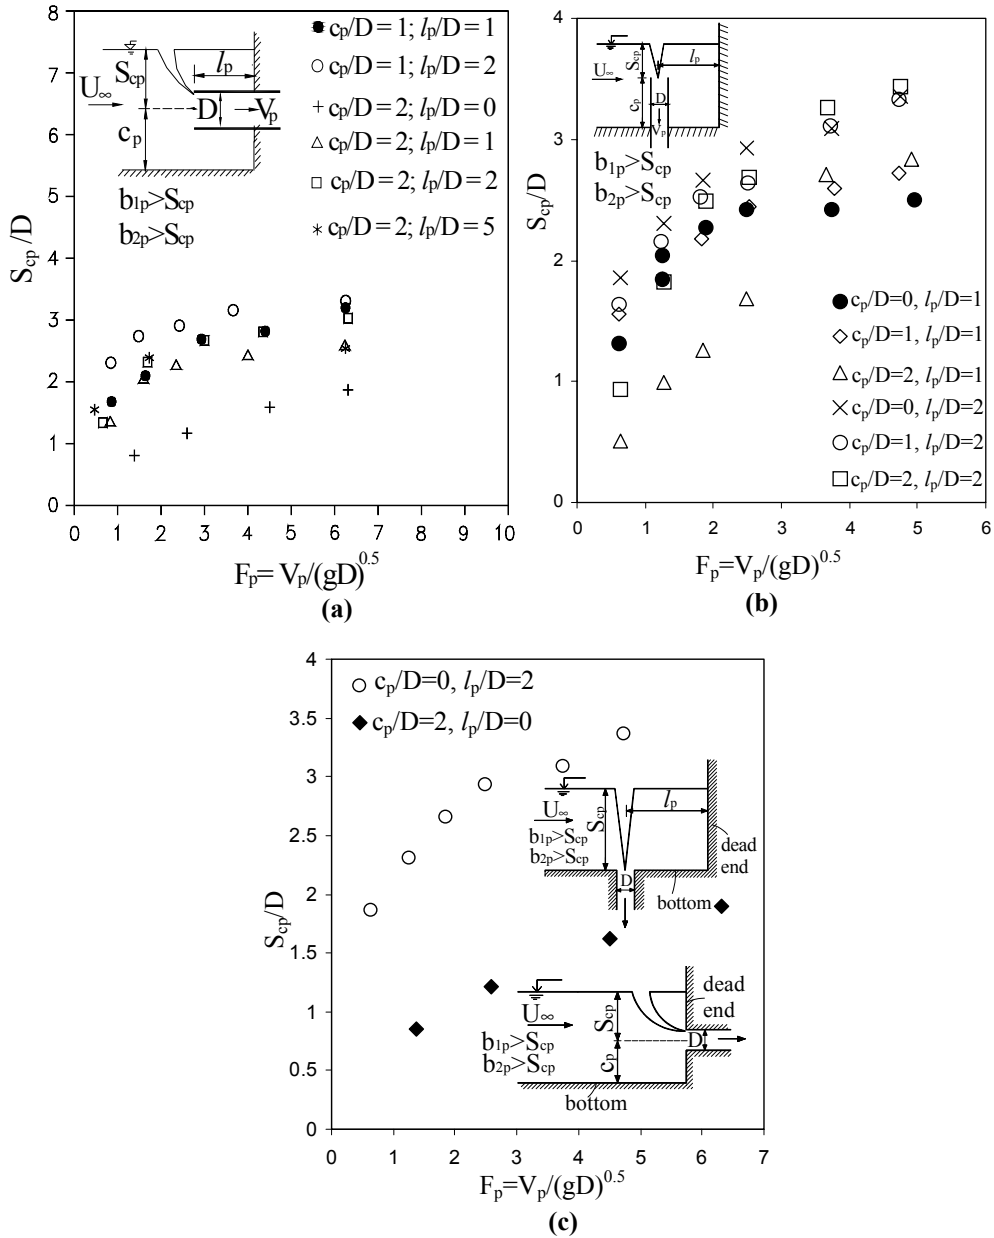 8
7
6
5
4
3
2
1
0
S_cp/D
0 1 2 3 4 5 6 7 8 9 10
F_p= V_p/(gD)^0.5
(a)
l_p
S_cp
U_∞
D
V_p
c_p
b_1p>S_cp
b_2p>S_cp
c_p/D = 1; l_p/D = 1
c_p/D = 1; l_p/D = 2
c_p/D = 2; l_p/D = 0
c_p/D = 2; l_p/D = 1
c_p/D = 2; l_p/D = 2
c_p/D = 2; l_p/D = 5
4
3
2
1
0
S_cp/D
0 1 2 3 4 5 6
F_p=V_p/(gD)^0.5
(b)
S_cp
l_p
U_∞
c_p
D
V_p
b_1p>S_cp
b_2p>S_cp
c_p/D=0, l_p/D=1
c_p/D=1, l_p/D=1
c_p/D=2, l_p/D=1
c_p/D=0, l_p/D=2
c_p/D=1, l_p/D=2
c_p/D=2, l_p/D=2
4
3.5
3
2.5
2
1.5
1
0.5
0
S_cp/D
c_p/D=0, l_p/D=2
c_p/D=2, l_p/D=0
l_p
U_∞
S_cp
b_1p>S_cp
b_2p>S_cp
dead
end
D
bottom
dead
end
U_∞
S_cp
b_1p>S_cp
b_2p>S_cp
D
c_p
bottom
0 1 2 3 4 5 6 7
F_p=V_p/(gD)^0.5
(c)